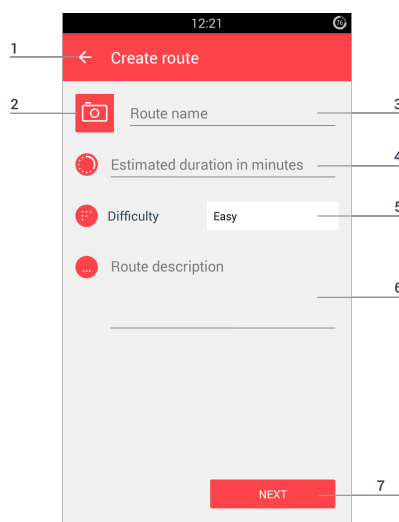 12:21
76
1
Create route
2
Route name
3
Estimated duration in minutes
4
Difficulty
Easy
5
Route description
6
NEXT
7